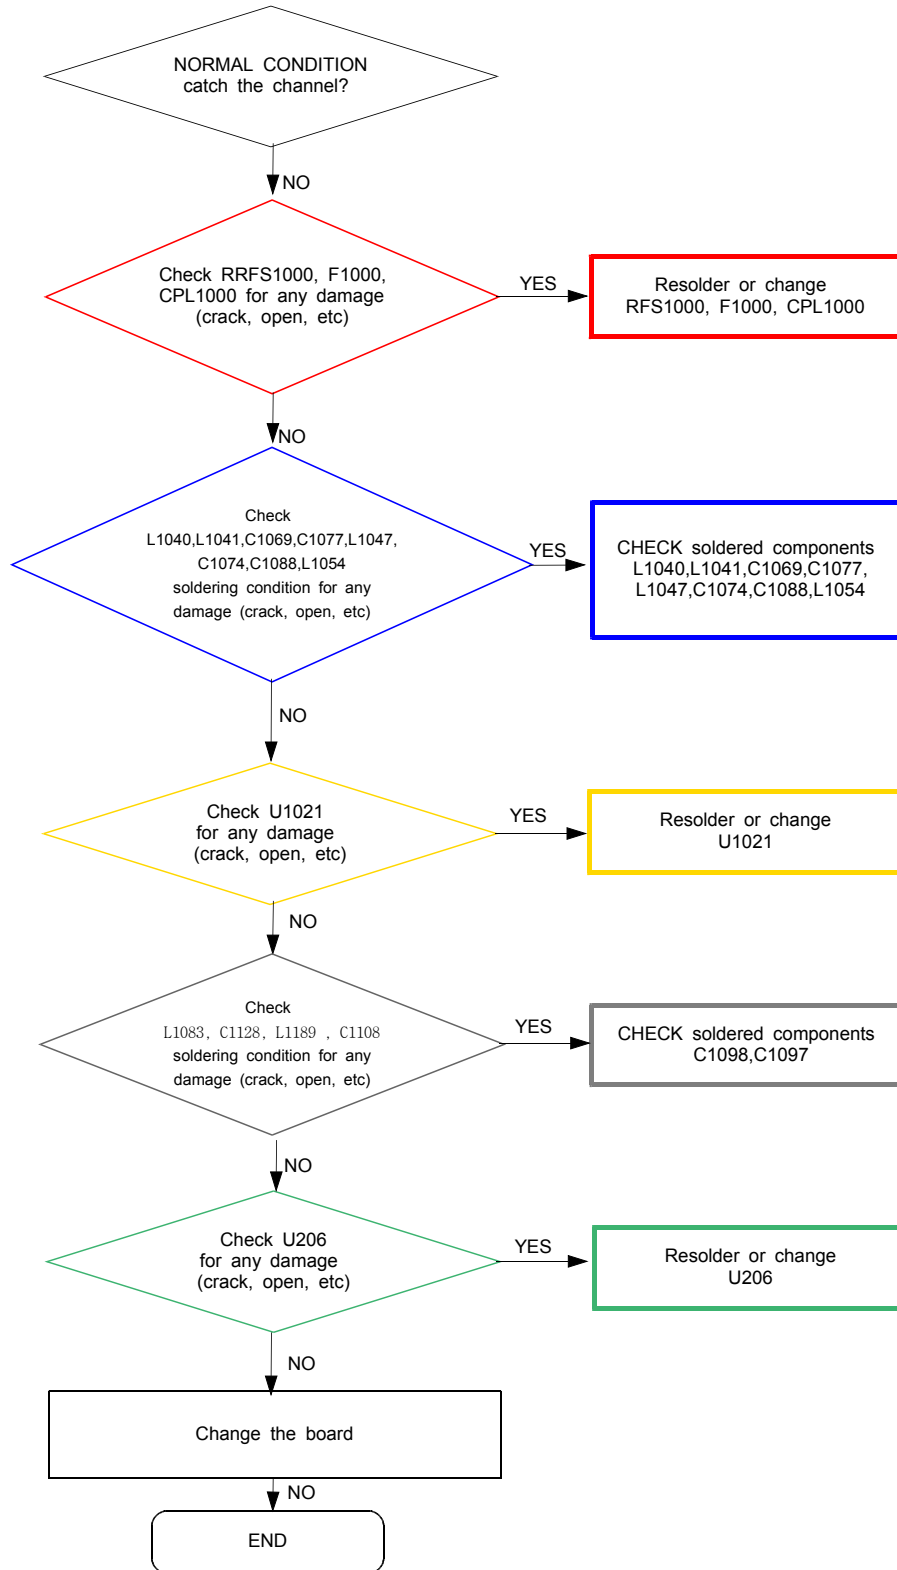 NORMAL CONDITION
catch the channel?
NO
Check RRFS1000, F1000,
CPL1000 for any damage
(crack, open, etc)
YES
Resolder or change
RFS1000, F1000, CPL1000
NO
Check
L1040,L1041,C1069,C1077,L1047,
C1074,C1088,L1054
soldering condition for any
damage (crack, open, etc)
YES
CHECK soldered components
L1040,L1041,C1069,C1077,
L1047,C1074,C1088,L1054
NO
Check U1021
for any damage
(crack, open, etc)
YES
Resolder or change
U1021
NO
Check
L1083, C1128, L1189 , C1108
soldering condition for any
damage (crack, open, etc)
YES
CHECK soldered components
C1098,C1097
NO
Check U206
for any damage
(crack, open, etc)
YES
Resolder or change
U206
NO
Change the board
NO
END